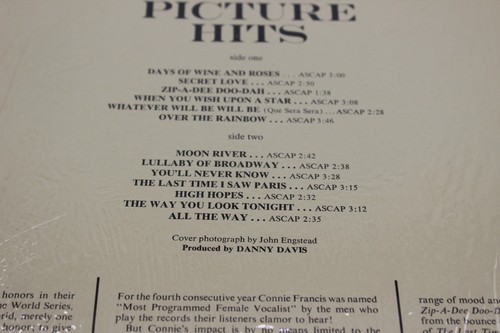 PICTURE
HITS
side one
DAYS OF WINE AND ROSES . . . ASCAP 3:00
SECRET LOVE . . . ASCAP 2:50
ZIP-A-DEE DOO-DAH . . . ASCAP 1:38
WHEN YOU WISH UPON A STAR . . . ASCAP 3:08
WHATEVER WILL BE WILL BE (Que Sera Sera) . . . ASCAP 2:28
OVER THE RAINBOW . . . ASCAP 3:46
side two
MOON RIVER . . . ASCAP 2:42
LULLABY OF BROADWAY . . . ASCAP 2:38
YOU'LL NEVER KNOW . . . ASCAP 3:28
THE LAST TIME I SAW PARIS . . . ASCAP 3:15
HIGH HOPES . . . ASCAP 2:32
THE WAY YOU LOOK TONIGHT . . . ASCAP 3:12
ALL THE WAY . . . ASCAP 2:35
Cover photograph by John Engstead
Produced by DANNY DAVIS
honors in their
World Series,
merely one
honor; to give
For the fourth consecutive year Connie Francis was named
"Most Programmed Female Vocalist" by the men who
play the records their listeners clamor to hear!
But Connie's impact is by no means limited to the
range of mood and
Zip-A-Dee Doo-
from the bounce
of The Last Time